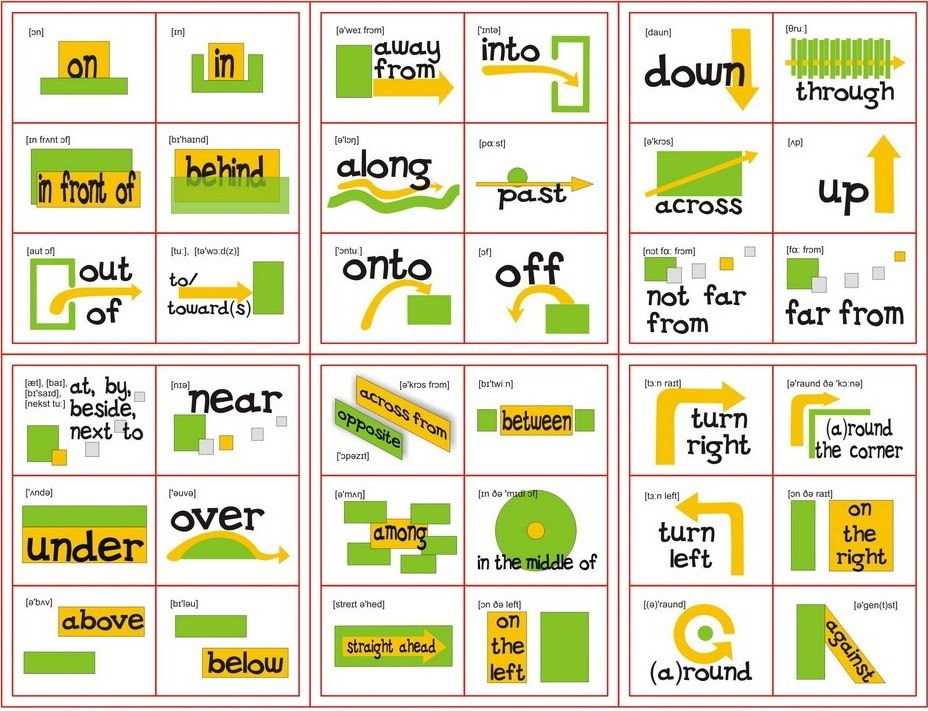 [ɔn]
on
[ɪn]
in
[ɪn frʌnt ɔf]
in front of
[bɪ'haɪnd]
behind
[aut ɔf]
out
of
[tuː], [tə'wɔːd(z)]
to/
toward(s)
[ə'weɪ frɔm]
away
from
['ɪntə]
into
[ə'lɔŋ]
along
[pɑːst]
past
['ɔntuː]
onto
[ɔf]
off
[daun]
down
[θruː]
through
[ə'krɔs]
across
[ʌp]
up
[nɔt fɑː frɔm]
not far
from
[fɑː frɔm]
far from
[æt], [baɪ],
[bɪ'saɪd],
[nekst tuː]
at, by,
beside,
next to
[nɪə]
near
['ʌndə]
under
['əuvə]
over
[ə'bʌv]
above
[bɪ'ləu]
below
[ə'krɔs frɔm]
across from
opposite
['ɔpəzɪt]
[bɪ'twiːn]
between
[ə'mʌŋ]
among
[ɪn ðə 'mɪdl ɔf]
in the middle of
[streɪt ə'hed]
straight ahead
[ɔn ðə left]
on
the
left
[tɜːn raɪt]
turn
right
[ə'raund ðə 'kɔːnə]
(a)round
the corner
[tɜːn left]
turn
left
[ɔn ðə raɪt]
on
the
right
[(ə)'raund]
(a)round
[ə'gen(t)st]
against